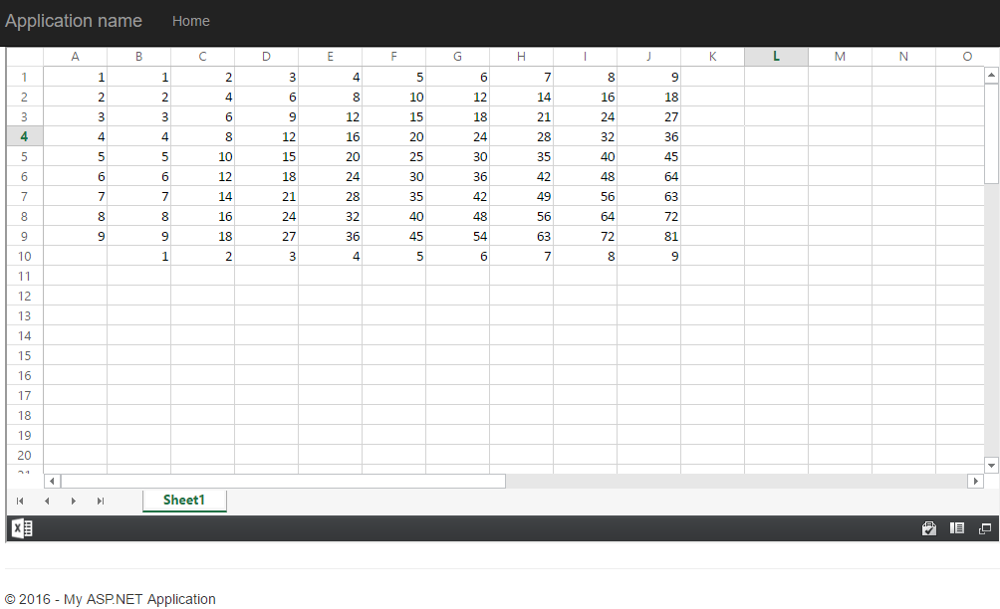 Application name Home
A B C D E F G H I J K L M N O
1 1 1 2 3 4 5 6 7 8 9
2 2 2 4 6 8 10 12 14 16 18
3 3 3 6 9 12 15 18 21 24 27
4 4 4 8 12 16 20 24 28 32 36
5 5 5 10 15 20 25 30 35 40 45
6 6 6 12 18 24 30 36 42 48 64
7 7 7 14 21 28 35 42 49 56 63
8 8 8 16 24 32 40 48 56 64 72
9 9 9 18 27 36 45 54 63 72 81
10 1 2 3 4 5 6 7 8 9
11
12
13
14
15
16
17
18
19
20
Sheet1
© 2016 - My ASP.NET Application